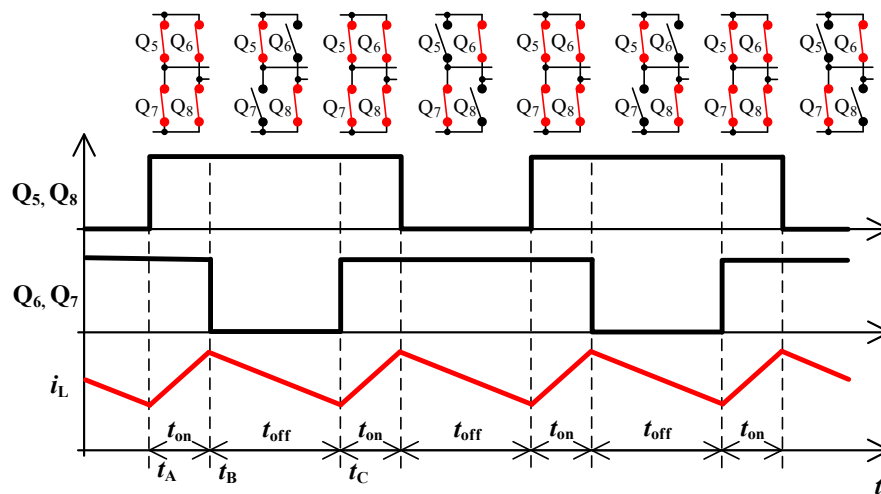 Q5 Q6 Q5 Q6 Q5 Q6 Q5 Q6 Q5 Q6 Q5 Q6 Q5 Q6 Q5 Q6
Q7 Q8 Q7 Q8 Q7 Q8 Q7 Q8 Q7 Q8 Q7 Q8 Q7 Q8 Q7 Q8
Q5, Q8
Q6, Q7
iL
ton toff ton toff ton toff ton
tA tB tC
t